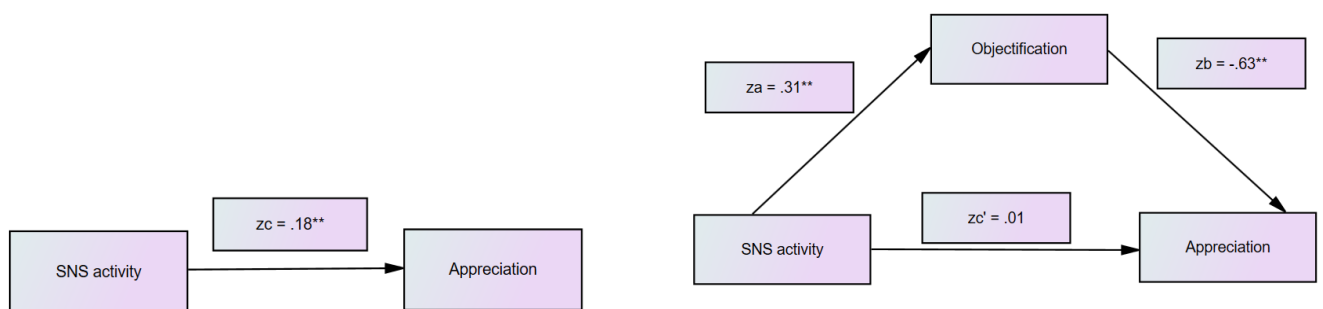 zc = .18**
SNS activity
Appreciation
Objectification
za = .31**
zb = -.63**
zc' = .01
SNS activity
Appreciation